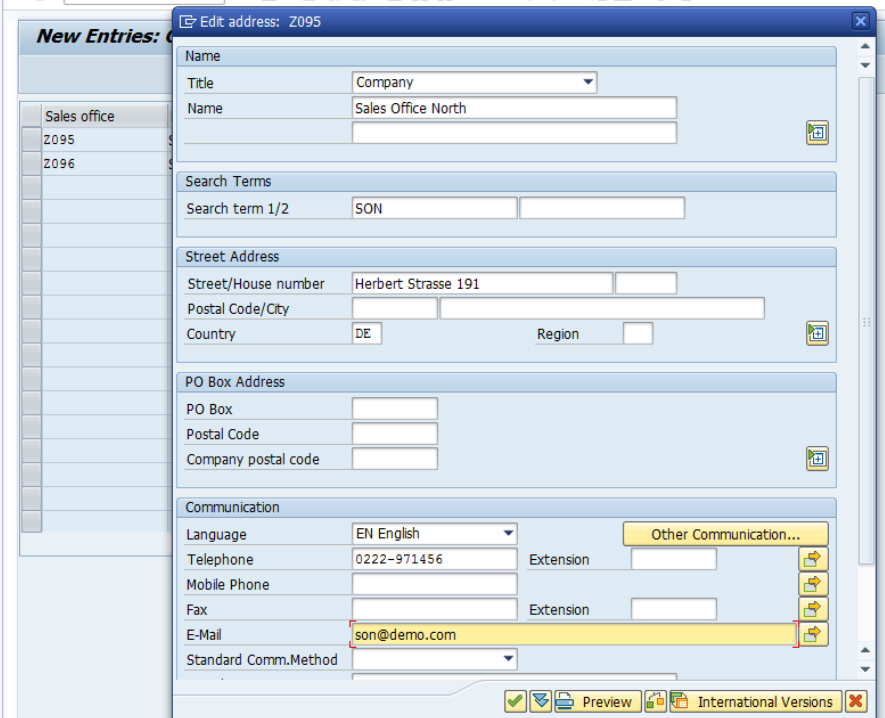 Edit address: Z095
New Entries:
Name
Title Company
Name Sales Office North
Sales office
Z095
Z096
Search Terms
Search term 1/2 SON
Street Address
Street/House number Herbert Strasse 191
Postal Code/City
Country DE Region
PO Box Address
PO Box
Postal Code
Company postal code
Communication
Language EN English Other Communication...
Telephone 0222-971456 Extension
Mobile Phone
Fax Extension
E-Mail son@demo.com
Standard Comm.Method
Preview International Versions